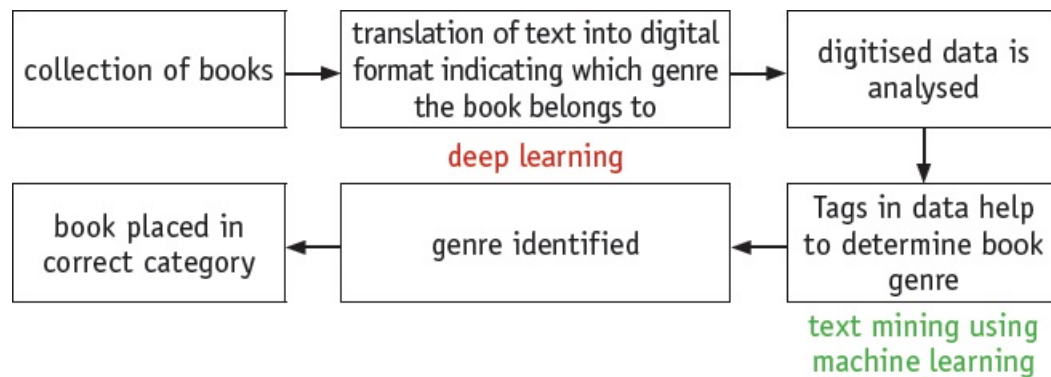 collection of books
translation of text into digital
format indicating which genre
the book belongs to
digitised data is
analysed
deep learning
book placed in
correct category
genre identified
Tags in data help
to determine book
genre
text mining using
machine learning